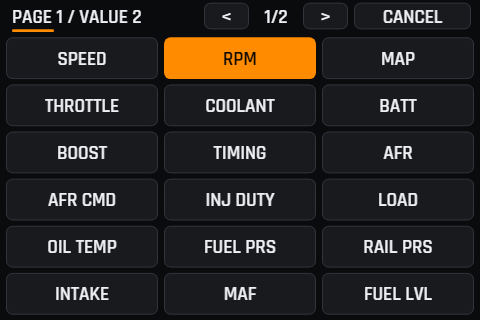 PAGE 1 / VALUE 2 < 1/2 > CANCEL
SPEED RPM MAP
THROTTLE COOLANT BATT
BOOST TIMING AFR
AFR CMD INJ DUTY LOAD
OIL TEMP FUEL PRS RAIL PRS
INTAKE MAF FUEL LVL